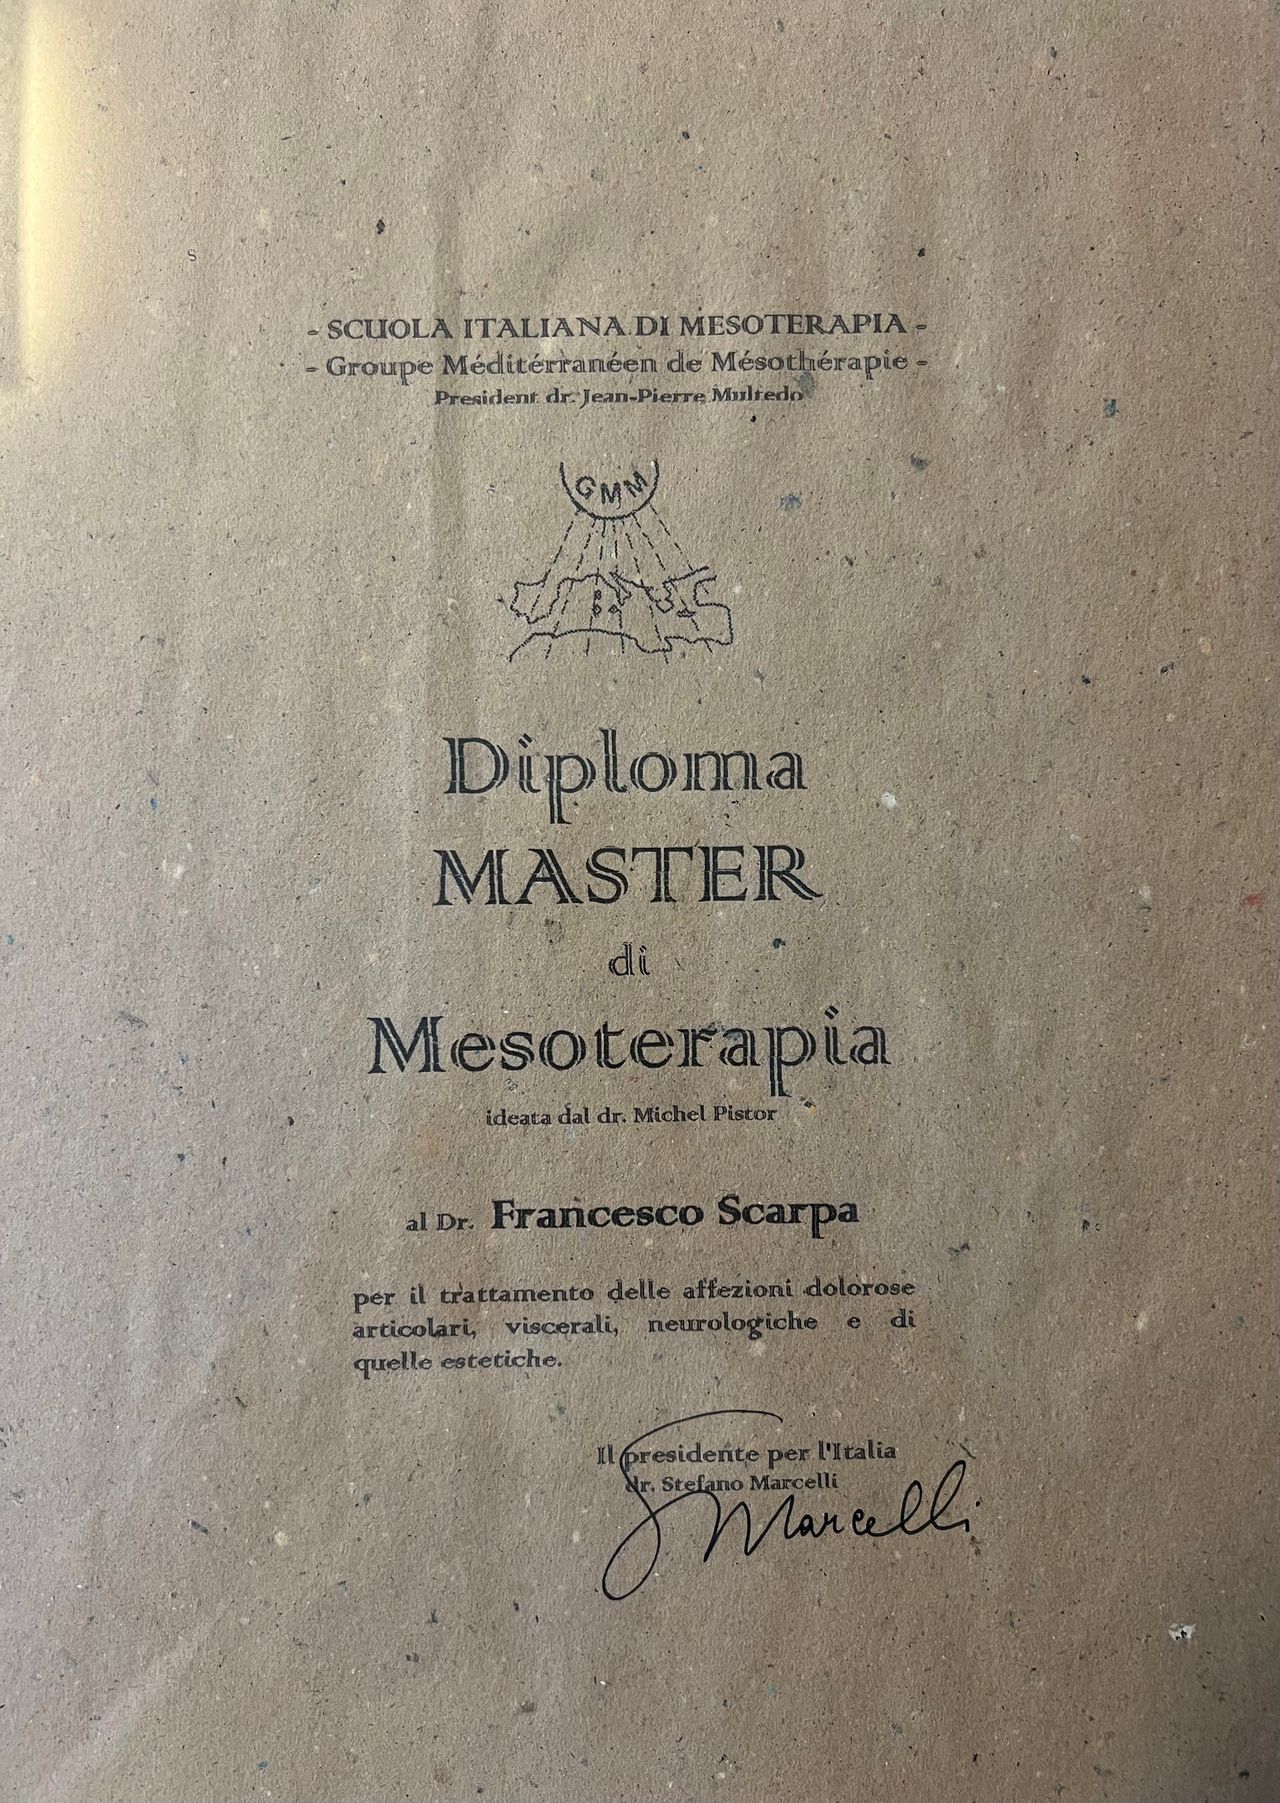 - SCUOLA ITALIANA DI MESOTERAPIA -
- Groupe Méditérranéen de Mésothérapie -
President dr. Jean-Pierre Multedo
GMM
Diploma
MASTER
di
Mesoterapia
ideata dal dr. Michel Pistor
al Dr. Francesco Scarpa
per il trattamento delle affezioni dolorose
articolari, viscerali, neurologiche e di
quelle estetiche.
Il presidente per l'Italia
dr. Stefano Marcelli
S Marcelli